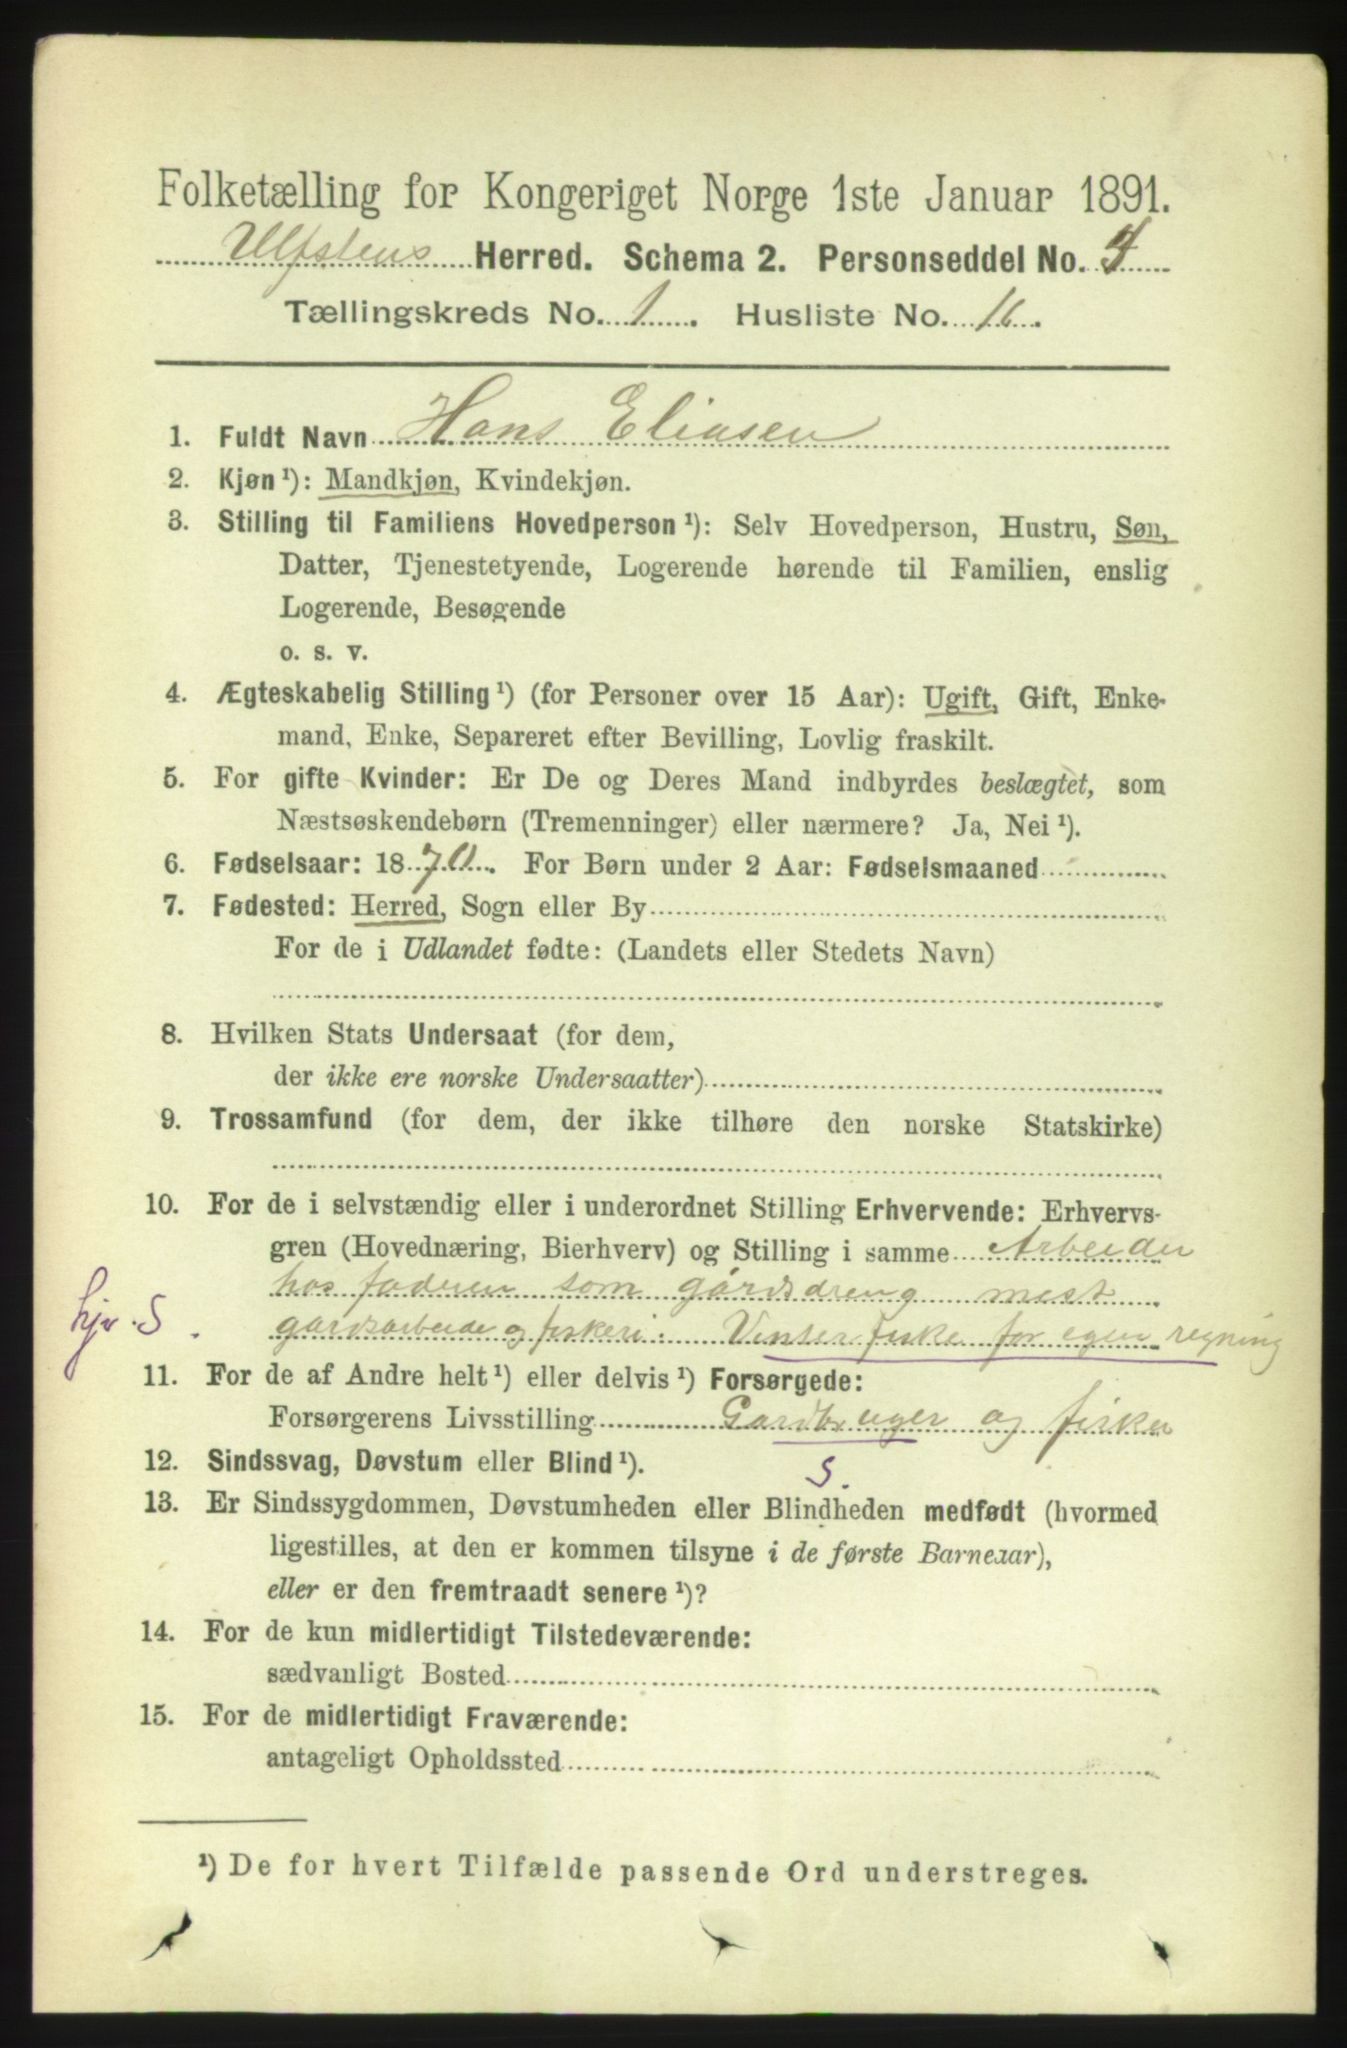 Folketælling for Kongeriget Norge 1ste Januar 1891.
Ulfstens Herred. Schema 2. Personseddel No. 4
Tællingskreds No. 1. Husliste No. 16.
1. Fuldt Navn Hans Eliasen
2. Kjøn ¹): Mandkjøn, Kvindekjøn.
3. Stilling til Familiens Hovedperson ¹): Selv Hovedperson, Hustru, Søn,
Datter, Tjenestetyende, Logerende hørende til Familien, enslig
Logerende, Besøgende
o. s. v.
4. Ægteskabelig Stilling ¹) (for Personer over 15 Aar): Ugift, Gift, Enke-
mand, Enke, Separeret efter Bevilling, Lovlig fraskilt.
5. For gifte Kvinder: Er De og Deres Mand indbyrdes beslægtet, som
Næstsøskendebørn (Tremenninger) eller nærmere? Ja, Nei ¹).
6. Fødselsaar: 1870. For Børn under 2 Aar: Fødselsmaaned
7. Fødested: Herred, Sogn eller By
For de i Udlandet fødte: (Landets eller Stedets Navn)
8. Hvilken Stats Undersaat (for dem,
der ikke ere norske Undersaatter)
9. Trossamfund (for dem, der ikke tilhøre den norske Statskirke)
10. For de i selvstændig eller i underordnet Stilling Erhvervende: Erhvervs-
gren (Hovednæring, Bierhverv) og Stilling i samme Arbeider
hos faderen som gårdsdreng mest
hjv. S. gårdsarbeide og fiskeri. Vinterfiske for egen regning
11. For de af Andre helt ¹) eller delvis ¹) Forsørgede:
Forsørgerens Livsstilling Gardbruger og fisker
12. Sindssvag, Døvstum eller Blind ¹). S.
13. Er Sindssygdommen, Døvstumheden eller Blindheden medfødt (hvormed
ligestilles, at den er kommen tilsyne i de første Barneaar),
eller er den fremtraadt senere ¹)?
14. For de kun midlertidigt Tilstedeværende:
sædvanligt Bosted
15. For de midlertidigt Fraværende:
antageligt Opholdssted
¹) De for hvert Tilfælde passende Ord understreges.